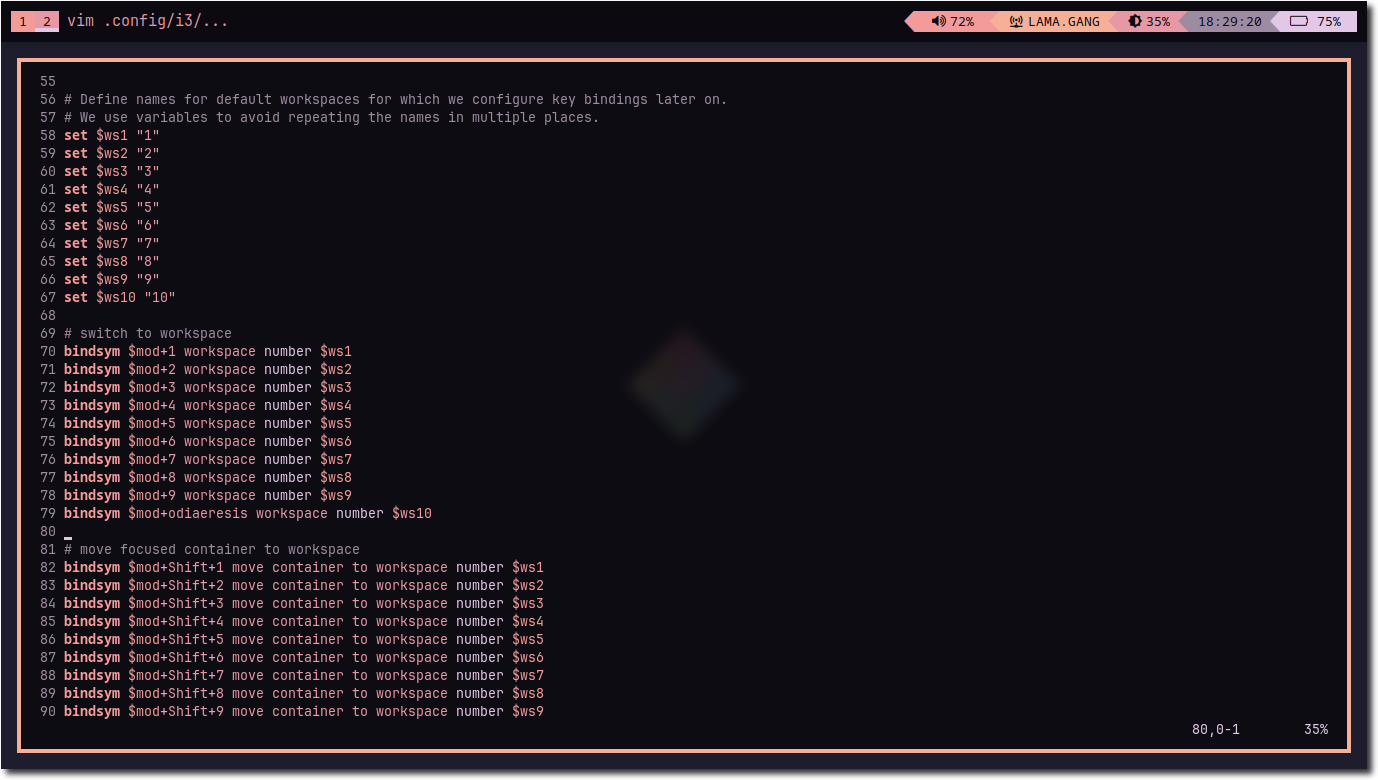 1 2 vim .config/i3/... 72% LAMA.GANG 35% 18:29:20 75%
55
56 # Define names for default workspaces for which we configure key bindings later on.
57 # We use variables to avoid repeating the names in multiple places.
58 set $ws1 "1"
59 set $ws2 "2"
60 set $ws3 "3"
61 set $ws4 "4"
62 set $ws5 "5"
63 set $ws6 "6"
64 set $ws7 "7"
65 set $ws8 "8"
66 set $ws9 "9"
67 set $ws10 "10"
68
69 # switch to workspace
70 bindsym $mod+1 workspace number $ws1
71 bindsym $mod+2 workspace number $ws2
72 bindsym $mod+3 workspace number $ws3
73 bindsym $mod+4 workspace number $ws4
74 bindsym $mod+5 workspace number $ws5
75 bindsym $mod+6 workspace number $ws6
76 bindsym $mod+7 workspace number $ws7
77 bindsym $mod+8 workspace number $ws8
78 bindsym $mod+9 workspace number $ws9
79 bindsym $mod+odiaeresis workspace number $ws10
80
81 # move focused container to workspace
82 bindsym $mod+Shift+1 move container to workspace number $ws1
83 bindsym $mod+Shift+2 move container to workspace number $ws2
84 bindsym $mod+Shift+3 move container to workspace number $ws3
85 bindsym $mod+Shift+4 move container to workspace number $ws4
86 bindsym $mod+Shift+5 move container to workspace number $ws5
87 bindsym $mod+Shift+6 move container to workspace number $ws6
88 bindsym $mod+Shift+7 move container to workspace number $ws7
89 bindsym $mod+Shift+8 move container to workspace number $ws8
90 bindsym $mod+Shift+9 move container to workspace number $ws9
80,0-1 35%